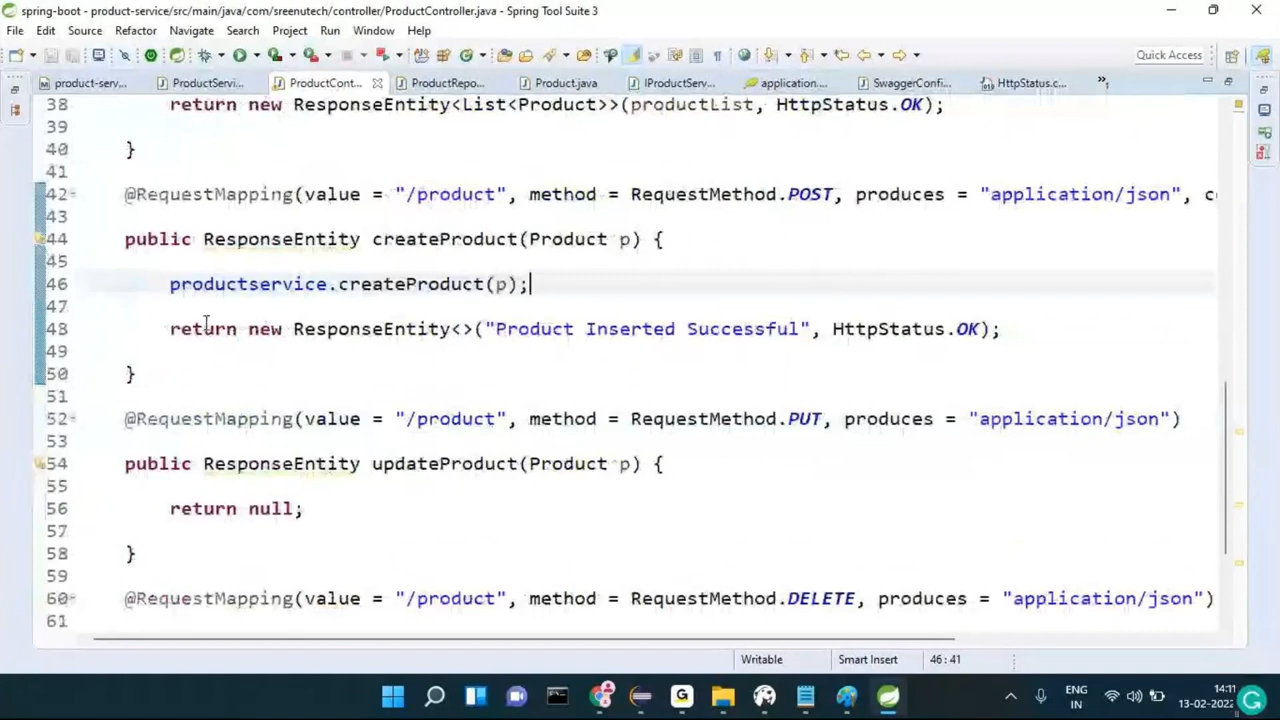 spring-boot - product-service/src/main/java/com/sreenutech/controller/ProductController.java - Spring Tool Suite 3
File Edit Source Refactor Navigate Search Project Run Window Help
Quick Access
product-serv... ProductServi... ProductCont... ProductRepo... Product.java IProductServ... application.... SwaggerConfi... HttpStatus.c... »1
38 return new ResponseEntity<List<Product>>(productList, HttpStatus.OK);
39
40 }
41
42 @RequestMapping(value = "/product", method = RequestMethod.POST, produces = "application/json", co
43
44 public ResponseEntity createProduct(Product p) {
45
46 productservice.createProduct(p);
47
48 return new ResponseEntity<>("Product Inserted Successful", HttpStatus.OK);
49
50 }
51
52 @RequestMapping(value = "/product", method = RequestMethod.PUT, produces = "application/json")
53
54 public ResponseEntity updateProduct(Product p) {
55
56 return null;
57
58 }
59
60 @RequestMapping(value = "/product", method = RequestMethod.DELETE, produces = "application/json")
61
Writable Smart Insert 46 : 41
ENG
IN
14:11
13-02-2022